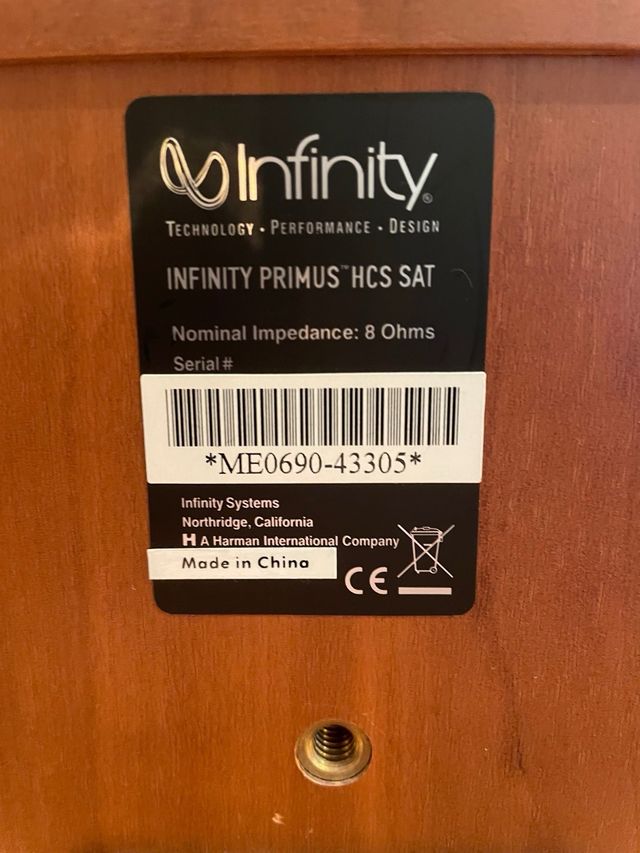 Infinity®
TECHNOLOGY • PERFORMANCE • DESIGN
INFINITY PRIMUS™ HCS SAT
Nominal Impedance: 8 Ohms
Serial #
*ME0690-43305*
Infinity Systems
Northridge, California
H A Harman International Company
Made in China
CE